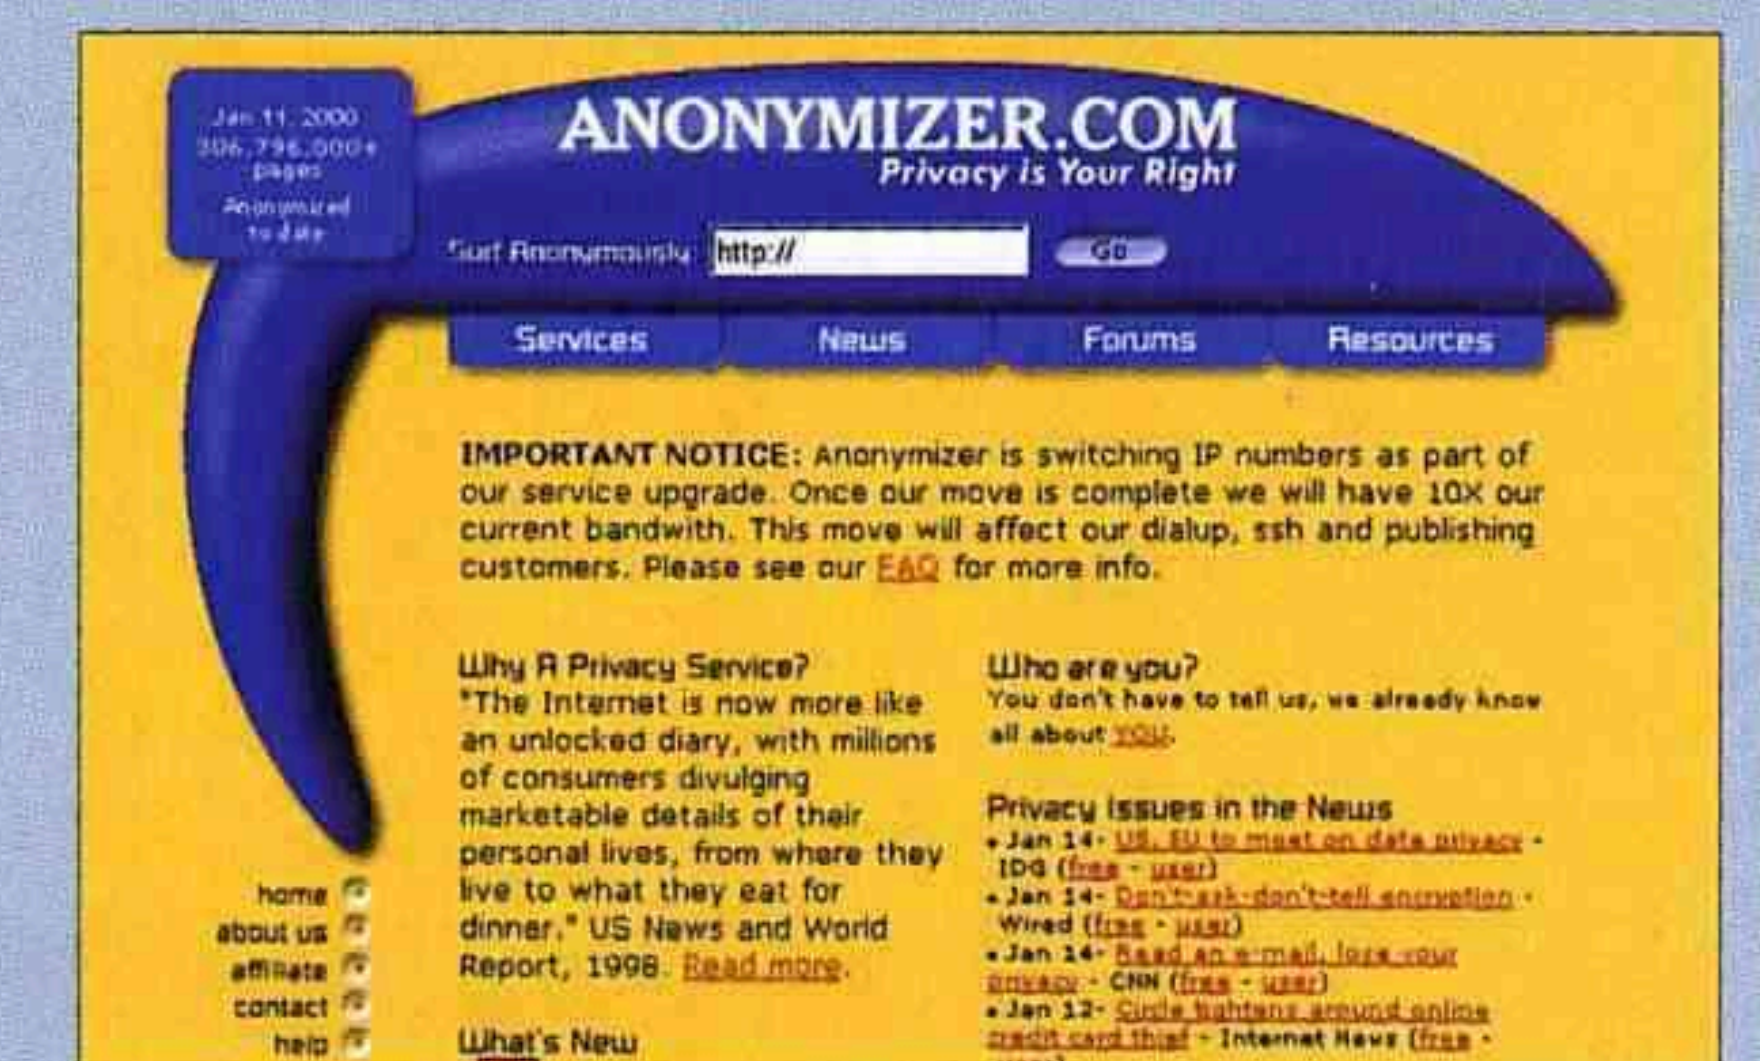 Jan 11, 2000
306,796,000+
pages
Anonymized
to date
ANONYMIZER.COM
Privacy is Your Right
Surf Anonymously http:// GO
Services News Forums Resources
IMPORTANT NOTICE: Anonymizer is switching IP numbers as part of
our service upgrade. Once our move is complete we will have 10X our
current bandwith. This move will affect our dialup, ssh and publishing
customers. Please see our FAQ for more info.
Why A Privacy Service?
"The Internet is now more like
an unlocked diary, with millions
of consumers divulging
marketable details of their
personal lives, from where they
live to what they eat for
dinner." US News and World
Report, 1998. Read more.
What's New
Who are you?
You don't have to tell us, we already know
all about YOU.
Privacy Issues in the News
• Jan 14- US, EU to meet on data privacy -
IDG (free - user)
• Jan 14- Don't-ask-don't-tell encryption -
Wired (free - user)
• Jan 14- Read an e-mail, lose your
privacy - CNN (free - user)
• Jan 12- Circle tightens around online
credit card thief - Internet News (free -
home
about us
affiliate
contact
help